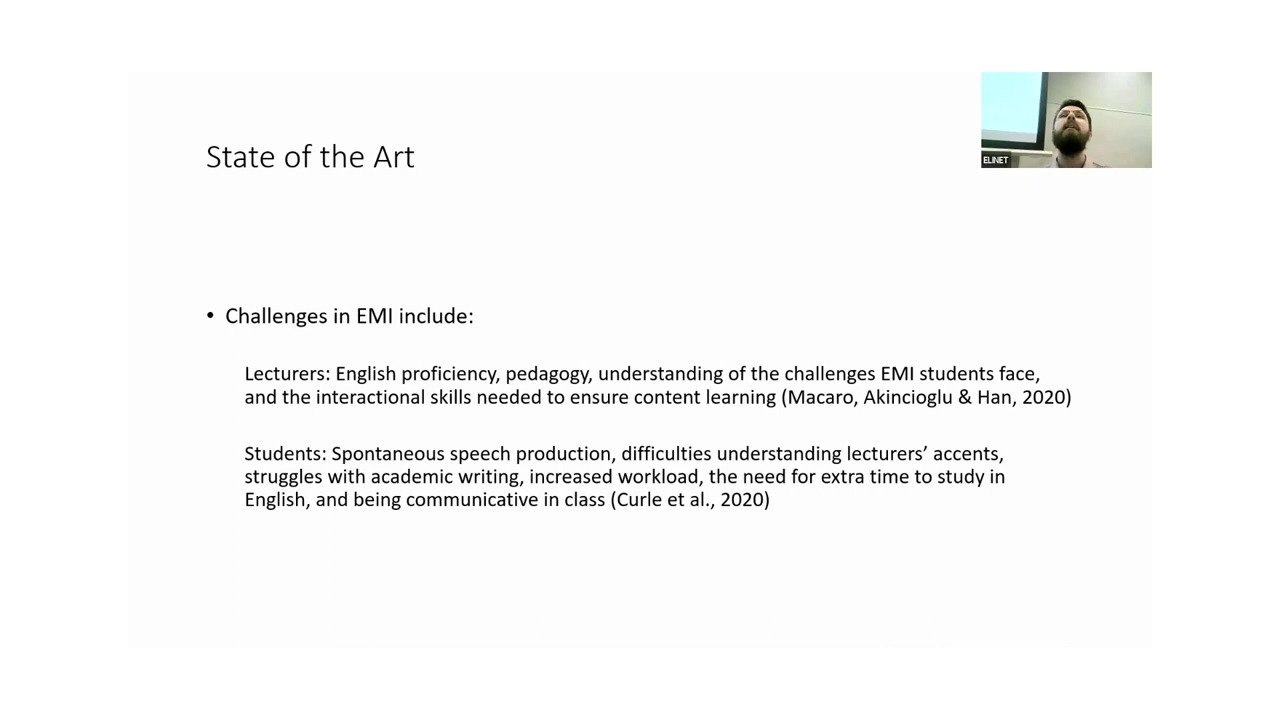 State of the Art
ELINET
• Challenges in EMI include:
Lecturers: English proficiency, pedagogy, understanding of the challenges EMI students face,
and the interactional skills needed to ensure content learning (Macaro, Akincioglu & Han, 2020)
Students: Spontaneous speech production, difficulties understanding lecturers’ accents,
struggles with academic writing, increased workload, the need for extra time to study in
English, and being communicative in class (Curle et al., 2020)